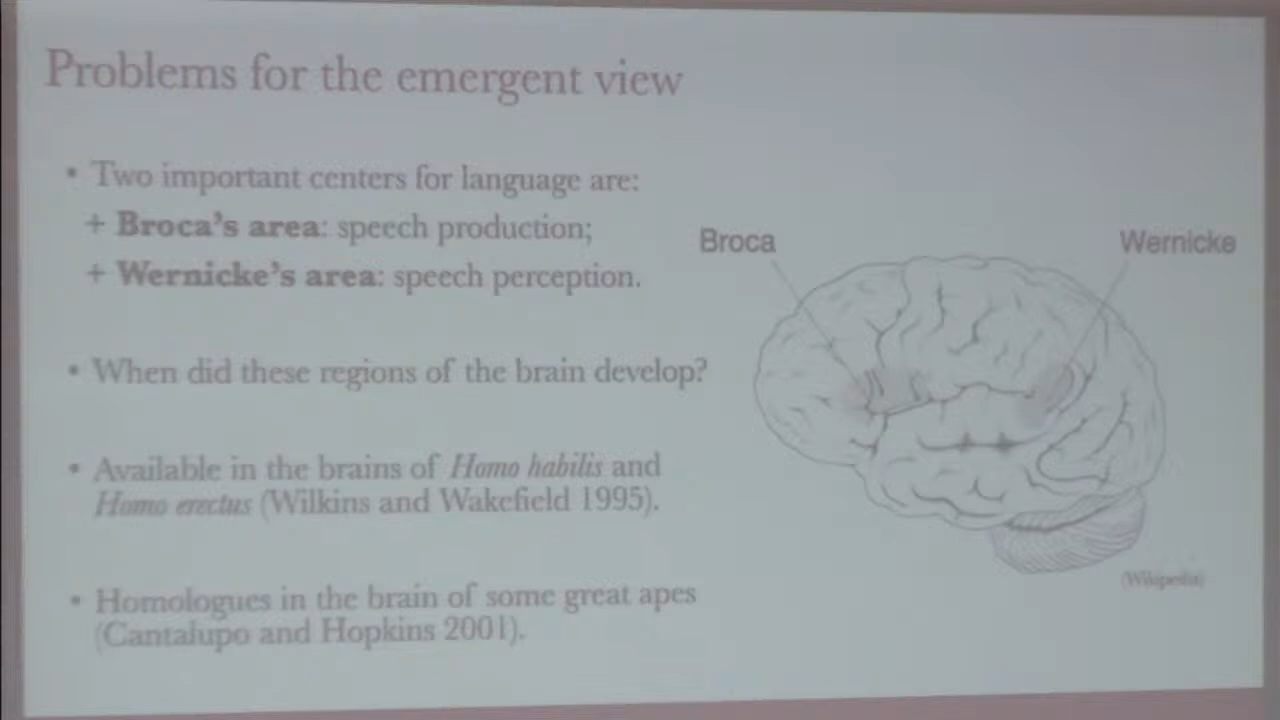 Problems for the emergent view
• Two important centers for language are:
+ Broca's area: speech production;
+ Wernicke's area: speech perception.
• When did these regions of the brain develop?
• Available in the brains of Homo habilis and
Homo erectus (Wilkins and Wakefield 1995).
• Homologues in the brain of some great apes
(Cantalupo and Hopkins 2001).
Broca
Wernicke
(Wikipedia)